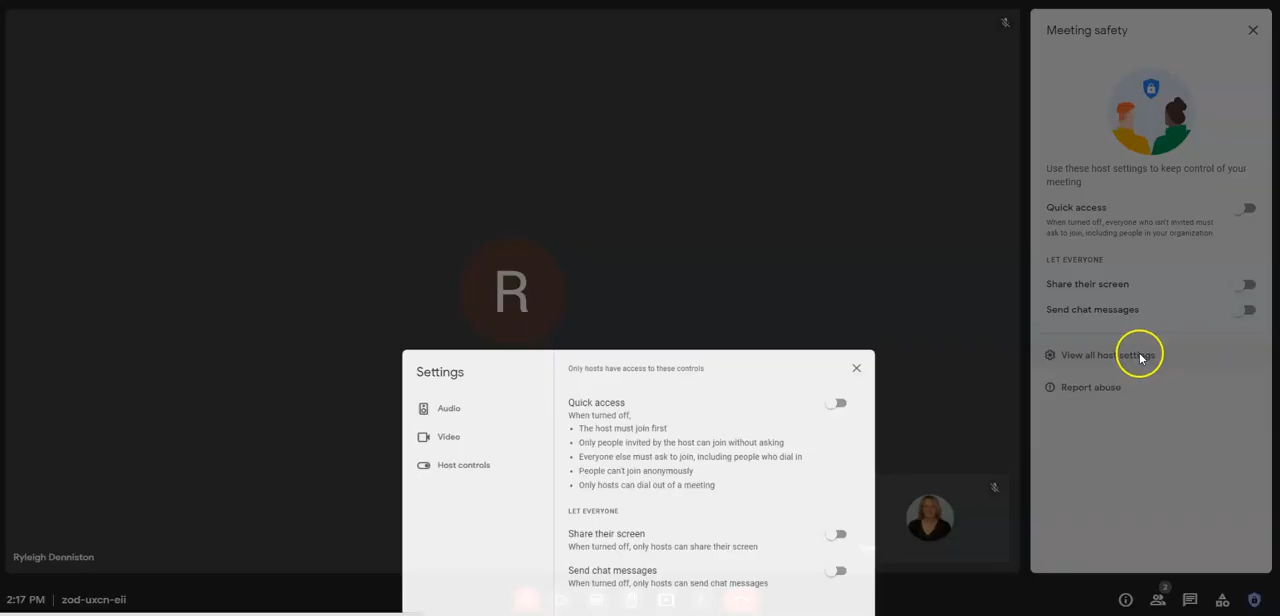 Meeting safety
Use these host settings to keep control of your
meeting
Quick access
When turned off, everyone who isn't invited must
ask to join, including people in your organization
LET EVERYONE
Share their screen
Send chat messages
View all host settings
Report abuse
R
Settings
Audio
Video
Host controls
Only hosts have access to these controls
Quick access
When turned off,
• The host must join first
• Only people invited by the host can join without asking
• Everyone else must ask to join, including people who dial in
• People can't join anonymously
• Only hosts can dial out of a meeting
LET EVERYONE
Share their screen
When turned off, only hosts can share their screen
Send chat messages
When turned off, only hosts can send chat messages
Ryleigh Denniston
2:17 PM | zod-uxcn-eii
2